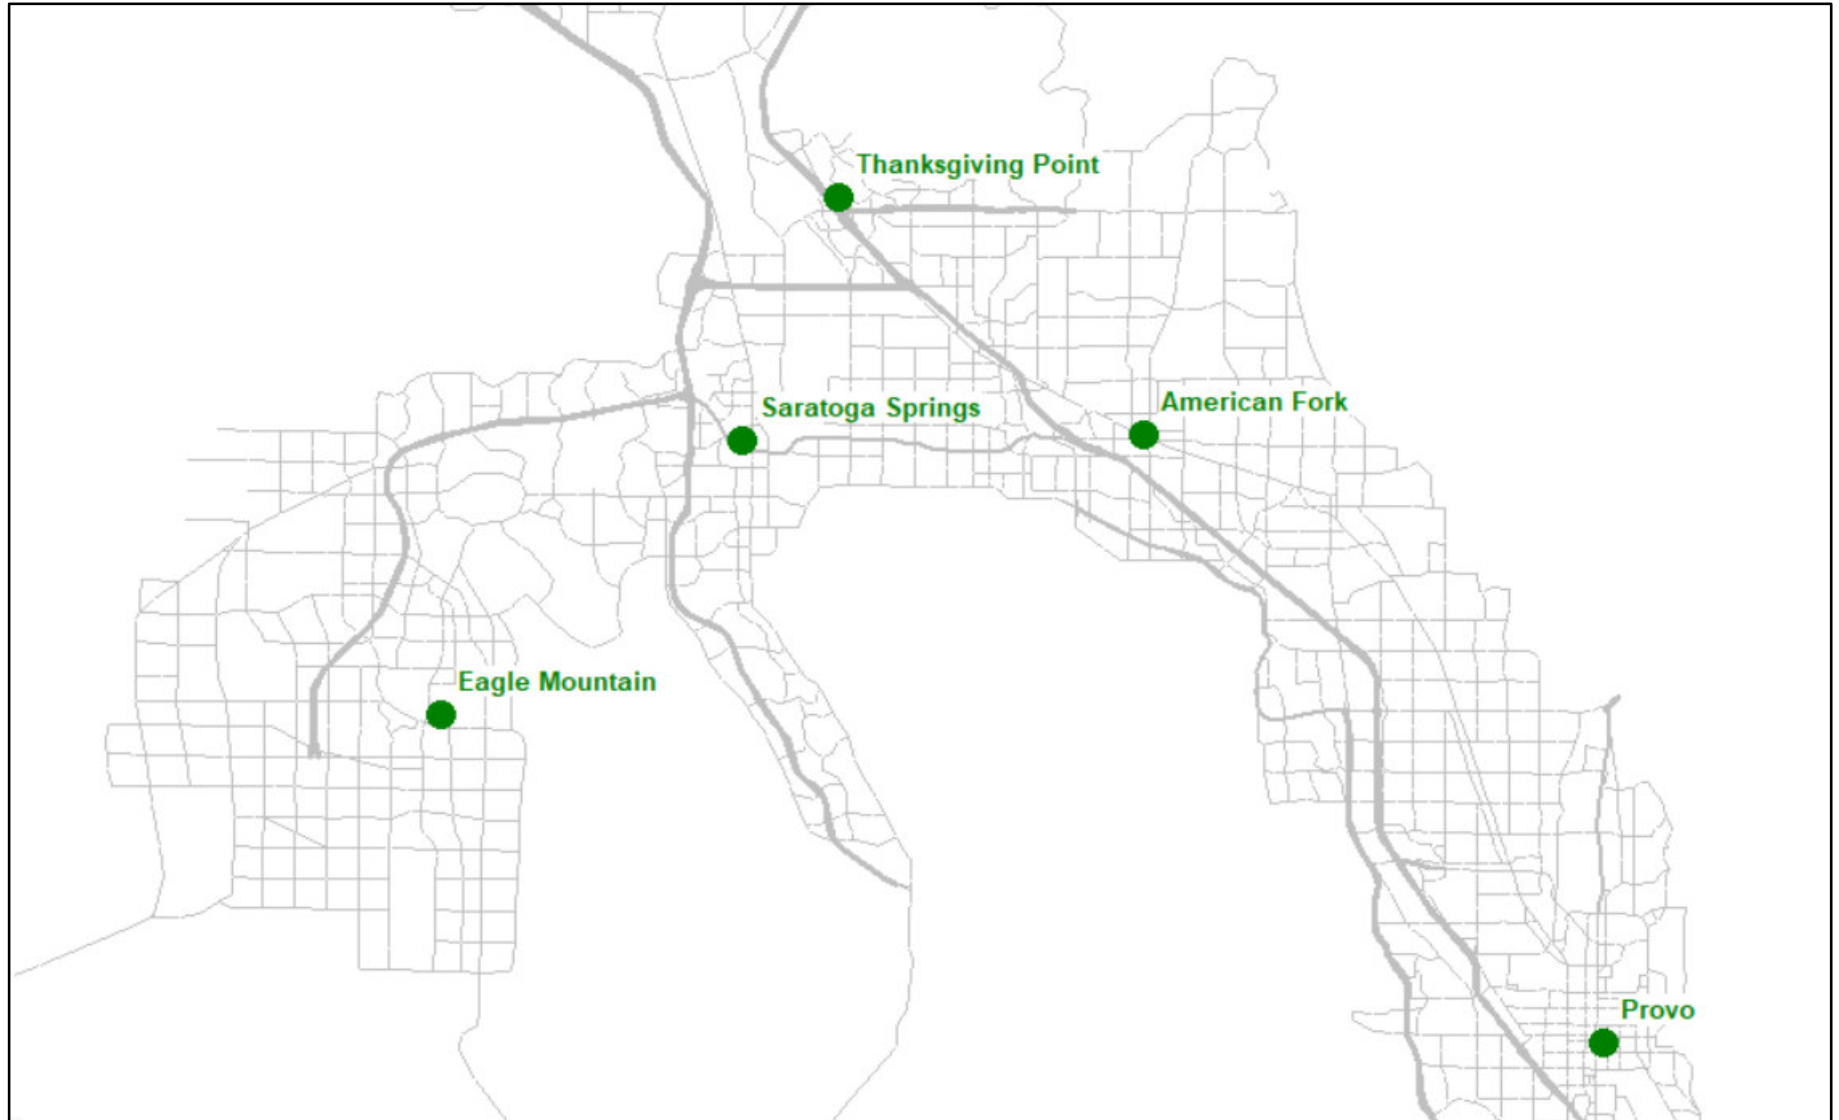 Thanksgiving Point
American Fork
Saratoga Springs
Eagle Mountain
Provo